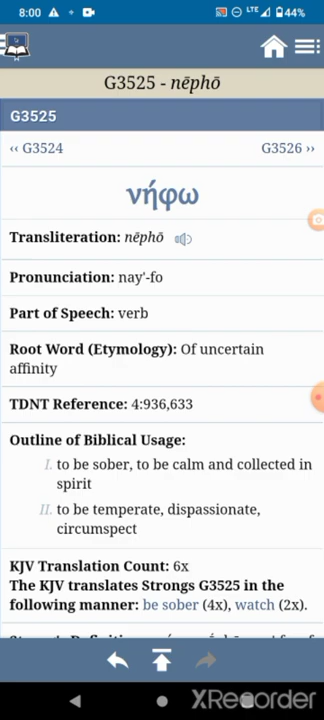 8:00 LTE 44%
G3525 - nēphō
G3525
‹‹ G3524 G3526 ››
νήφω
Transliteration: nēphō
Pronunciation: nay'-fo
Part of Speech: verb
Root Word (Etymology): Of uncertain
affinity
TDNT Reference: 4:936,633
Outline of Biblical Usage:
I. to be sober, to be calm and collected in
spirit
II. to be temperate, dispassionate,
circumspect
KJV Translation Count: 6x
The KJV translates Strongs G3525 in the
following manner: be sober (4x), watch (2x).
XRecorder